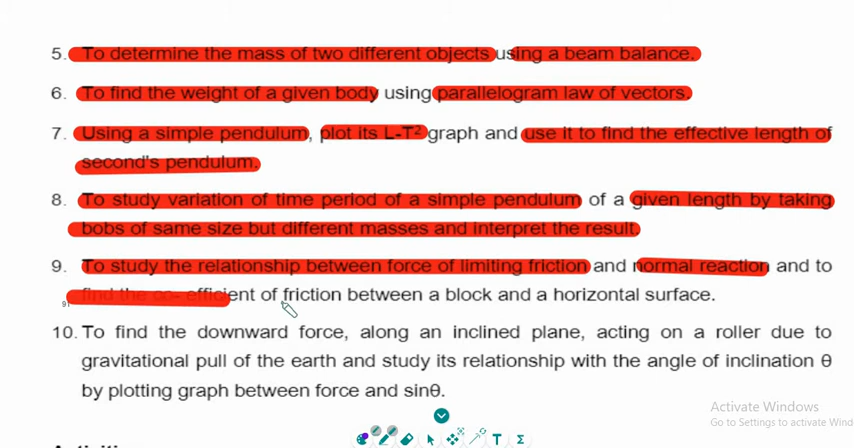 5. To determine the mass of two different objects using a beam balance.
6. To find the weight of a given body using parallelogram law of vectors.
7. Using a simple pendulum, plot its L-T² graph and use it to find the effective length of
second's pendulum.
8. To study variation of time period of a simple pendulum of a given length by taking
bobs of same size but different masses and interpret the result.
9. To study the relationship between force of limiting friction and normal reaction and to
find the co- efficient of friction between a block and a horizontal surface.
91
10. To find the downward force, along an inclined plane, acting on a roller due to
gravitational pull of the earth and study its relationship with the angle of inclination θ
by plotting graph between force and sinθ.
Activate Windows
Go to Settings to activate Win
T Σ